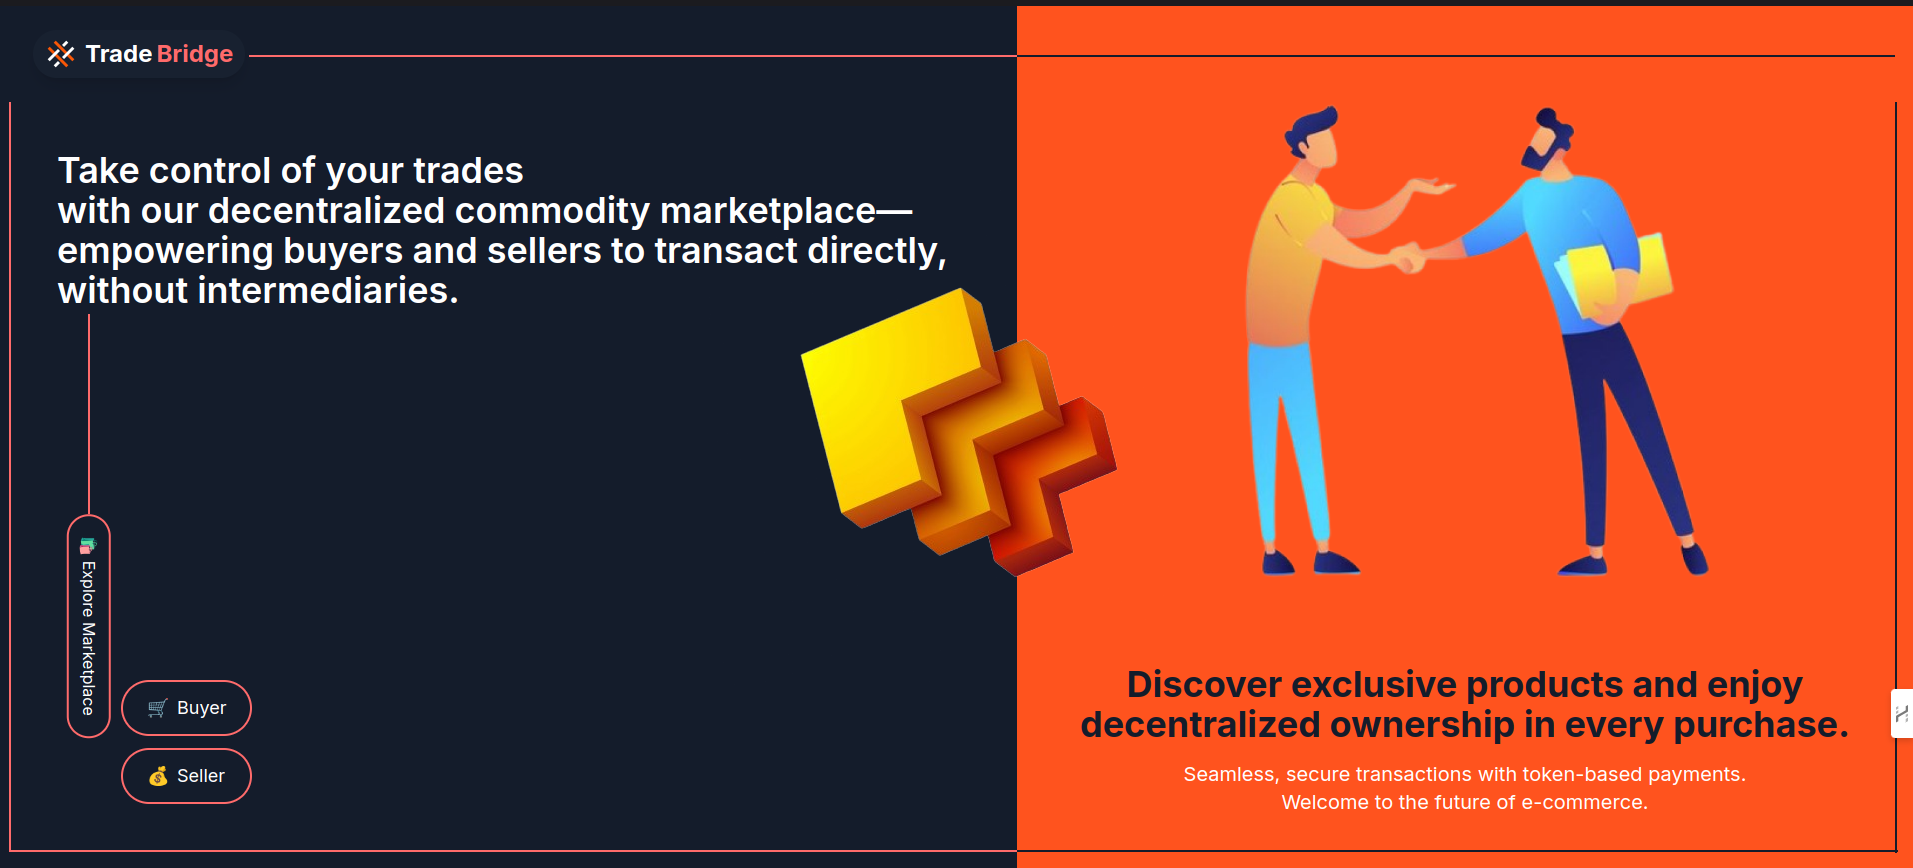 Trade Bridge
Take control of your trades
with our decentralized commodity marketplace—
empowering buyers and sellers to transact directly,
without intermediaries.
Explore Marketplace
Buyer
Seller
Discover exclusive products and enjoy
decentralized ownership in every purchase.
Seamless, secure transactions with token-based payments.
Welcome to the future of e-commerce.